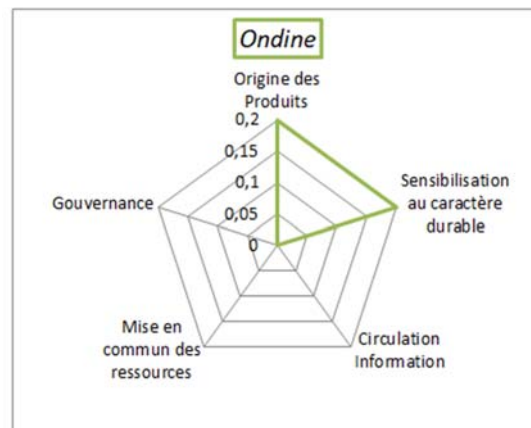 Ondine
Origine des
Produits
0,2
0,15
0,1
0,05
0
Sensibilisation
au caractère
durable
Circulation
Information
Mise en
commun des
ressources
Gouvernance